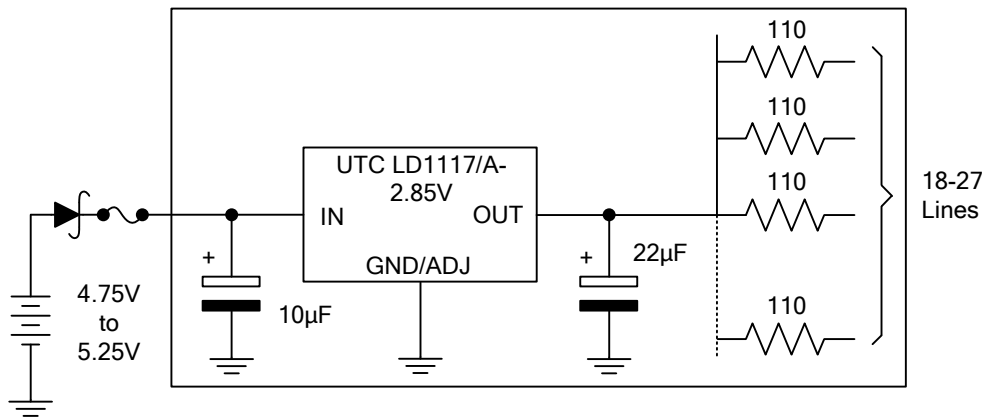 110
110
110
110
18-27
Lines
UTC LD1117/A-
2.85V
IN
OUT
GND/ADJ
+
10µF
+
22µF
4.75V
to
5.25V